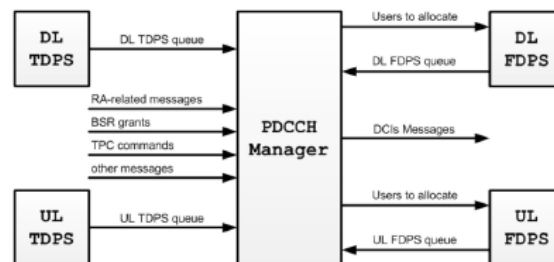 DL
TDPS
DL TDPS queue
RA-related messages
BSR grants
TPC commands
other messages
UL
TDPS
UL TDPS queue
PDCCH
Manager
Users to allocate
DL FDPS queue
DL
FDPS
DCIs Messages
Users to allocate
UL FDPS queue
UL
FDPS